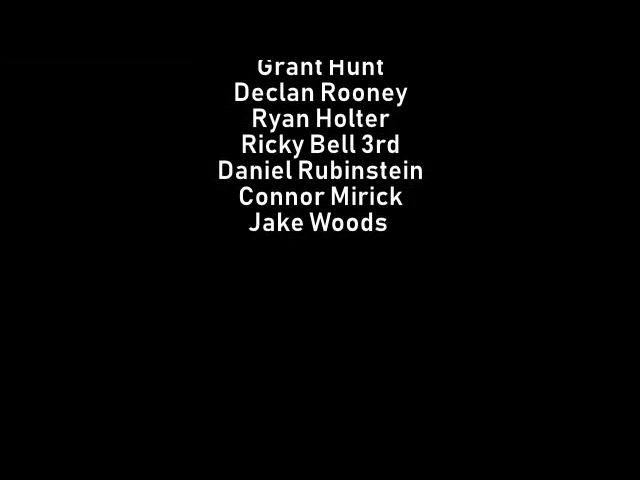 Grant Hunt
Declan Rooney
Ryan Holter
Ricky Bell 3rd
Daniel Rubinstein
Connor Mirick
Jake Woods